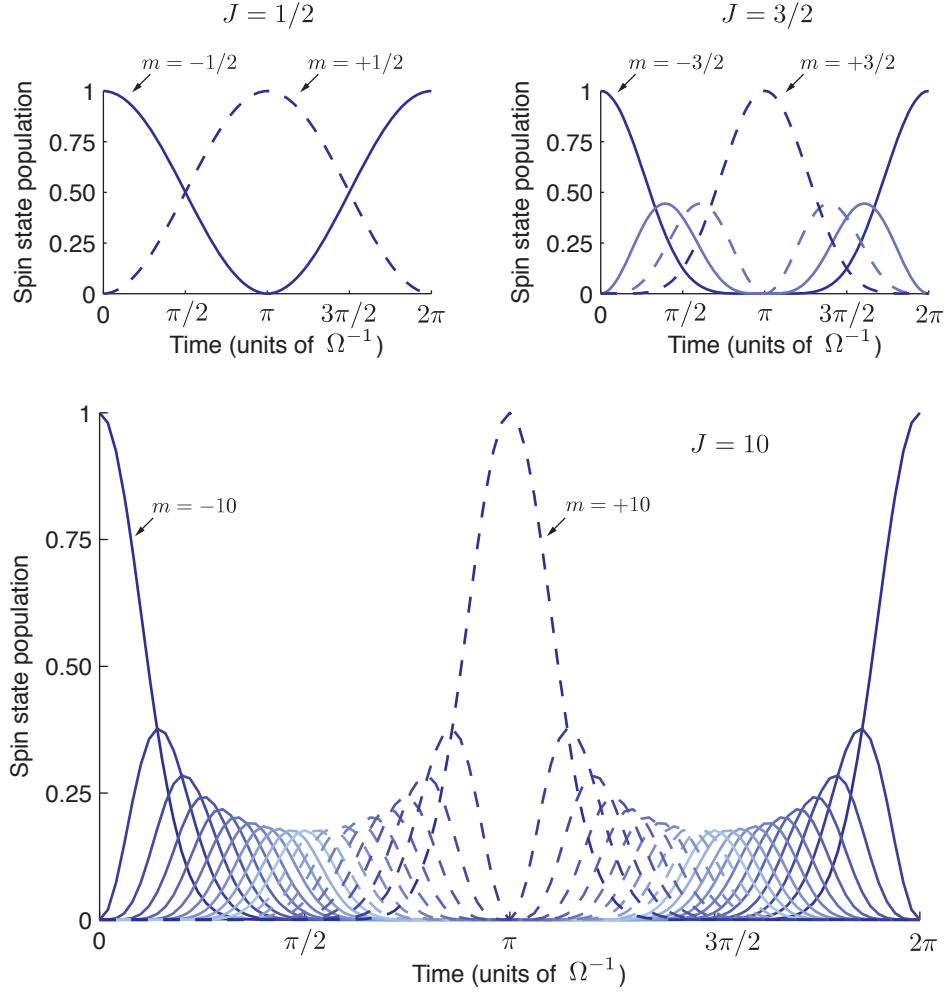 J = 1/2
m = −1/2
m = +1/2
1
0.75
0.50
0.25
0
Spin state population
0
π/2
π
3π/2
2π
Time (units of Ω⁻¹)
J = 3/2
m = −3/2
m = +3/2
1
0.75
0.50
0.25
0
Spin state population
0
π/2
π
3π/2
2π
Time (units of Ω⁻¹)
J = 10
m = −10
m = +10
1
0.75
0.50
0.25
0
Spin state population
0
π/2
π
3π/2
2π
Time (units of Ω⁻¹)